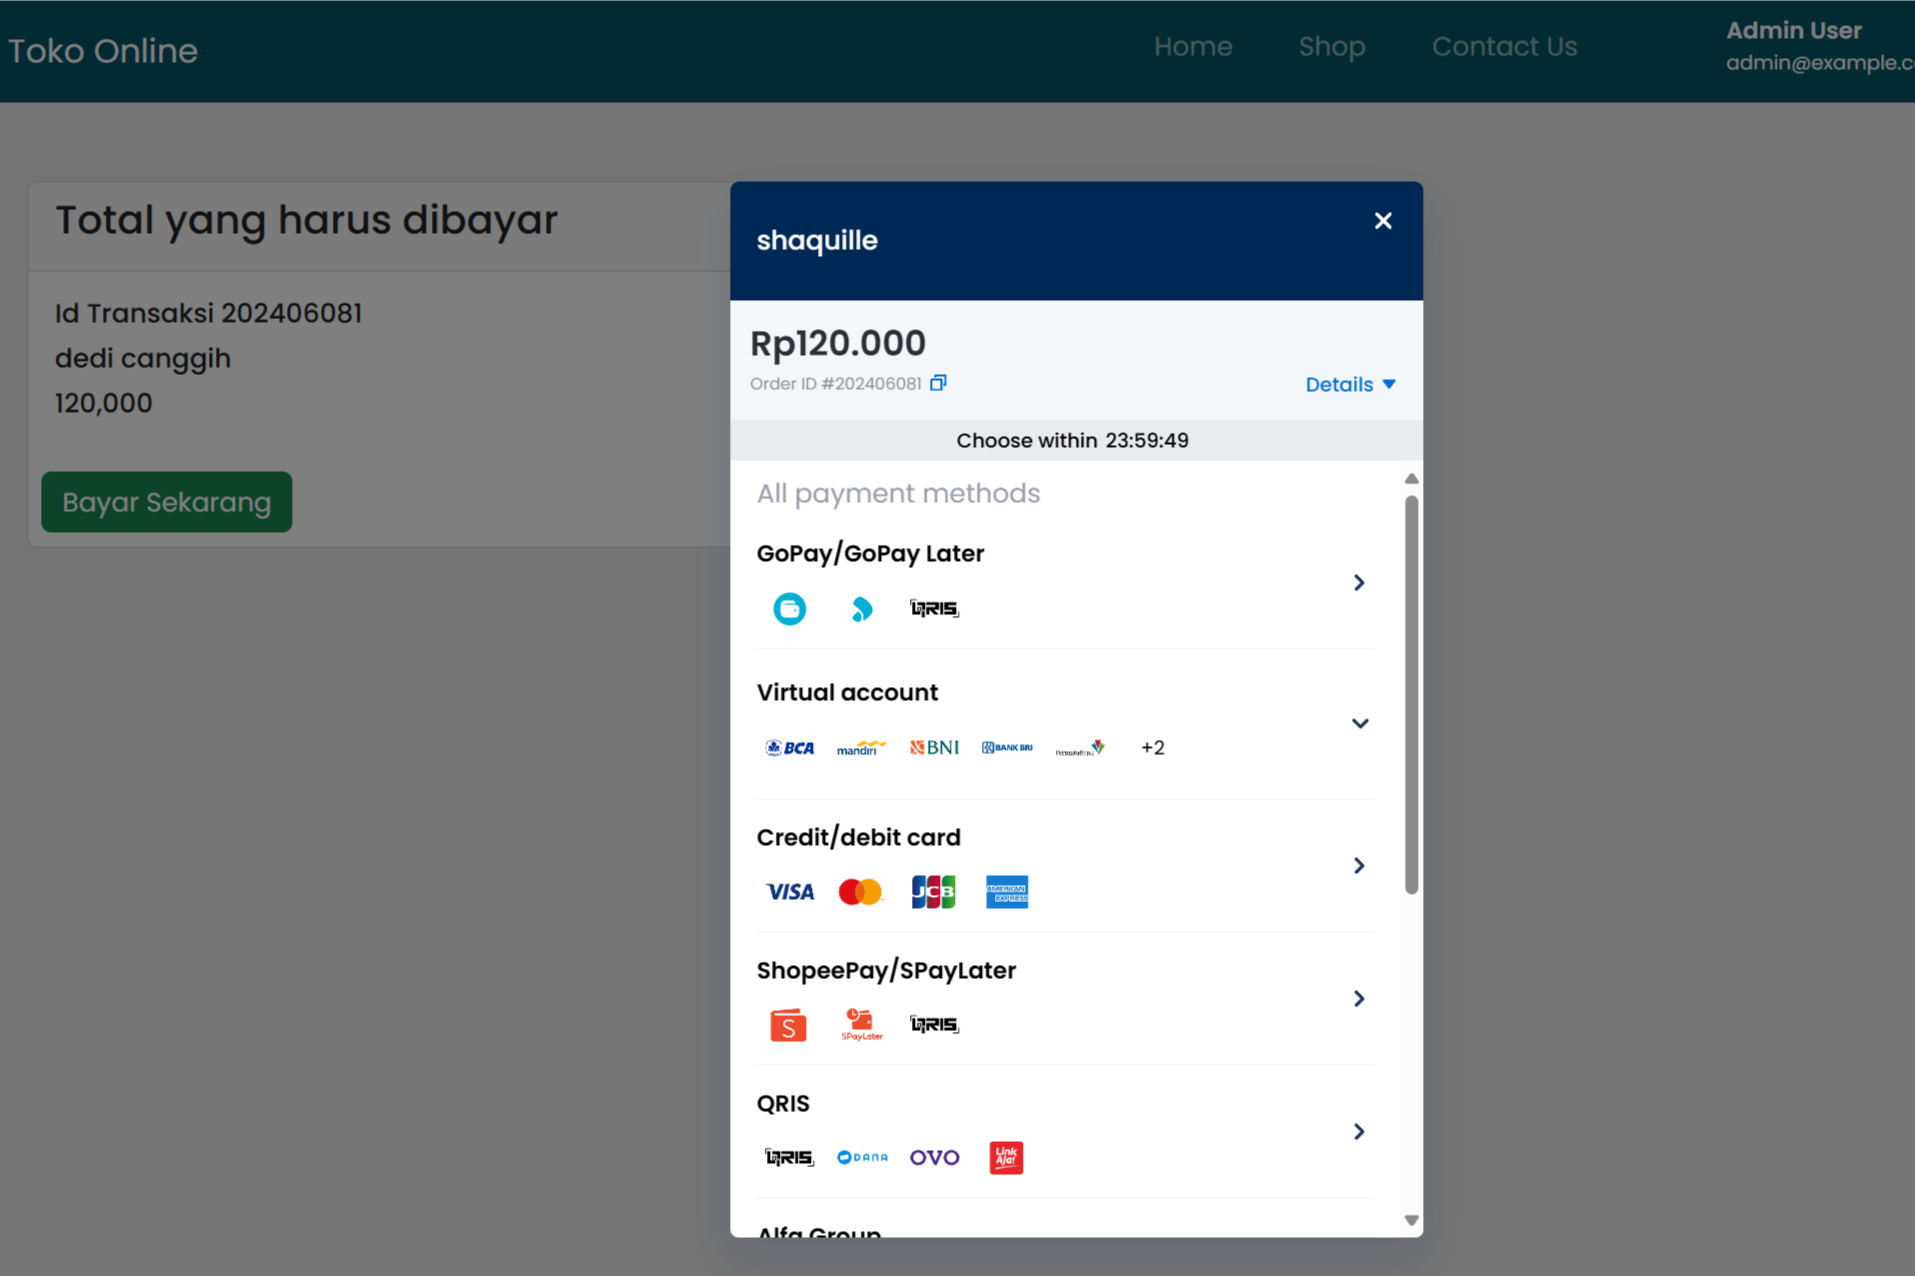 Toko Online
Home
Shop
Contact Us
Admin User
admin@example.c
Total yang harus dibayar
Id Transaksi 202406081
dedi canggih
120,000
Bayar Sekarang
shaquille
Rp120.000
Order ID #202406081
Details
Choose within 23:59:49
All payment methods
GoPay/GoPay Later
QRIS
Virtual account
BCA
mandiri
BNI
BANK BRI
+2
Credit/debit card
VISA
JCB
AMERICAN
EXPRESS
ShopeePay/SPayLater
S
SPayLater
QRIS
QRIS
QRIS
DANA
OVO
Link
Aja!
Alfa Group